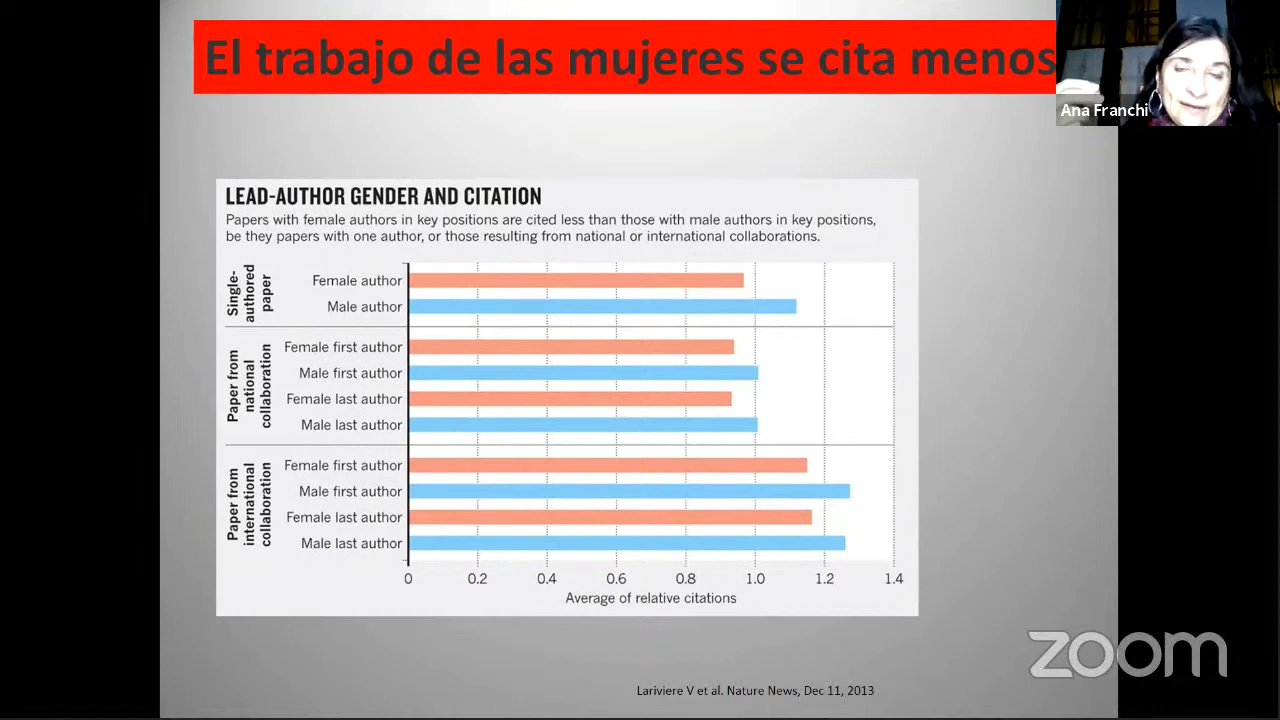 El trabajo de las mujeres se cita menos
Ana Franchi
LEAD-AUTHOR GENDER AND CITATION
Papers with female authors in key positions are cited less than those with male authors in key positions,
be they papers with one author, or those resulting from national or international collaborations.
Single-
authored
paper
Female author
Male author
Paper from
national
collaboration
Female first author
Male first author
Female last author
Male last author
Paper from
international
collaboration
Female first author
Male first author
Female last author
Male last author
0 0.2 0.4 0.6 0.8 1.0 1.2 1.4
Average of relative citations
zoom
Lariviere V et al. Nature News, Dec 11, 2013